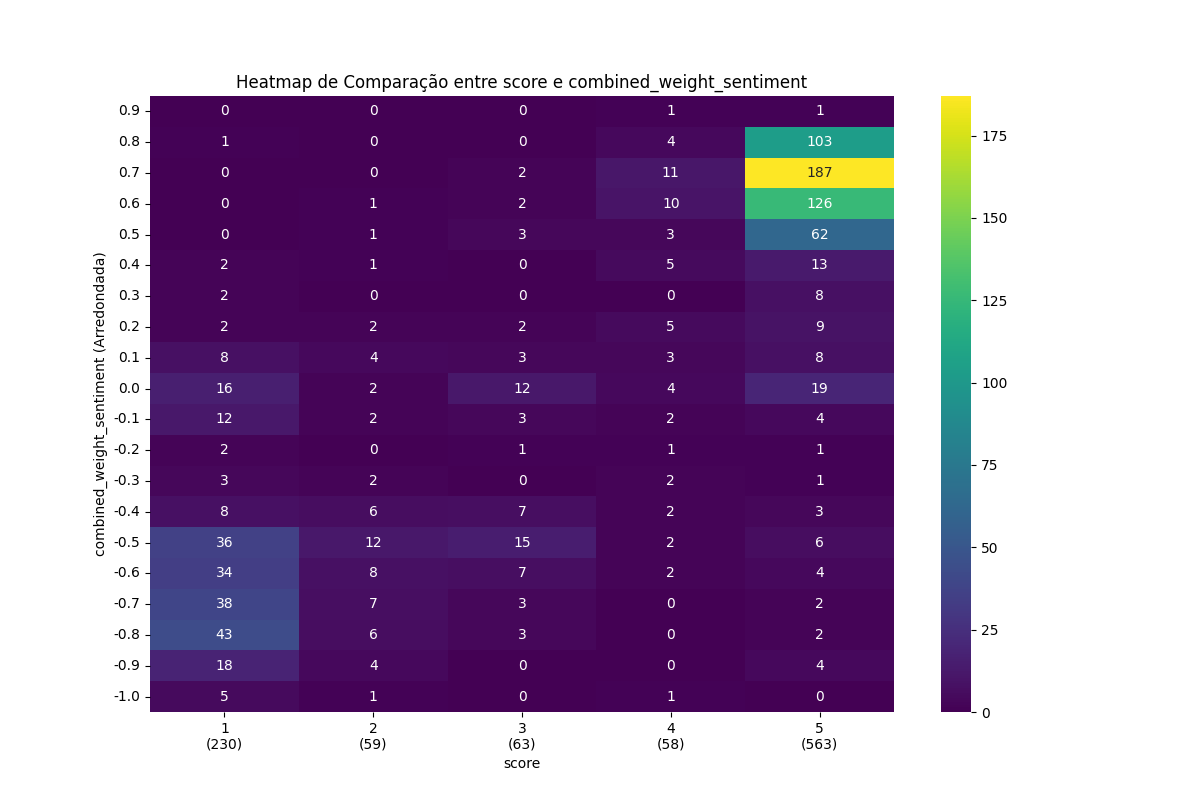 Heatmap de Comparação entre score e combined_weight_sentiment
combined_weight_sentiment (Arredondada)
0.9 0 0 0 1 1
0.8 1 0 0 4 103
0.7 0 0 2 11 187
0.6 0 1 2 10 126
0.5 0 1 3 3 62
0.4 2 1 0 5 13
0.3 2 0 0 0 8
0.2 2 2 2 5 9
0.1 8 4 3 3 8
0.0 16 2 12 4 19
-0.1 12 2 3 2 4
-0.2 2 0 1 1 1
-0.3 3 2 0 2 1
-0.4 8 6 7 2 3
-0.5 36 12 15 2 6
-0.6 34 8 7 2 4
-0.7 38 7 3 0 2
-0.8 43 6 3 0 2
-0.9 18 4 0 0 4
-1.0 5 1 0 1 0
1 2 3 4 5
(230) (59) (63) (58) (563)
score
175
150
125
100
75
50
25
0